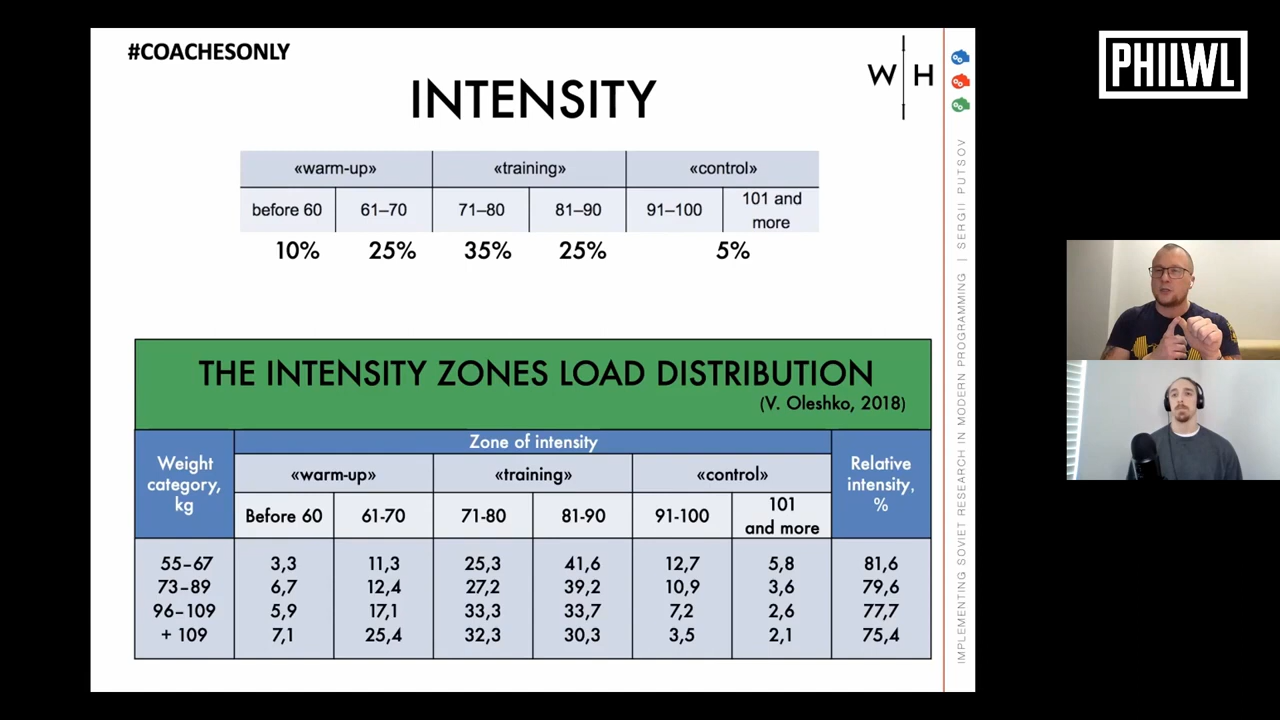 #COACHESONLY
INTENSITY
W H
PHILWL
«warm-up» «training» «control»
before 60 61–70 71–80 81–90 91–100 101 and more
10% 25% 35% 25% 5%
THE INTENSITY ZONES LOAD DISTRIBUTION
(V. Oleshko, 2018)
Weight category, kg
Zone of intensity
Relative intensity, %
«warm-up» «training» «control»
Before 60 61-70 71-80 81-90 91-100 101 and more
55–67 3,3 11,3 25,3 41,6 12,7 5,8 81,6
73–89 6,7 12,4 27,2 39,2 10,9 3,6 79,6
96–109 5,9 17,1 33,3 33,7 7,2 2,6 77,7
+ 109 7,1 25,4 32,3 30,3 3,5 2,1 75,4
IMPLEMENTING SOVIET RESEARCH IN MODERN PROGRAMMING | SERGII PUTSOV